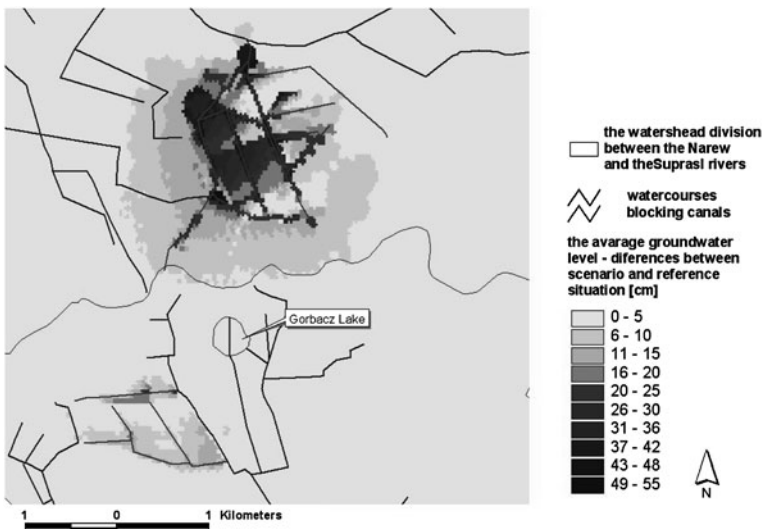 Gorbacz Lake
1 0 1 Kilometers
the watershead division
between the Narew
and theSuprasl rivers
watercourses
blocking canals
the avarage groundwater
level - diferences between
scenario and reference
situation [cm]
0 - 5
6 - 10
11 - 15
16 - 20
20 - 25
26 - 30
31 - 36
37 - 42
43 - 48
49 - 55
N